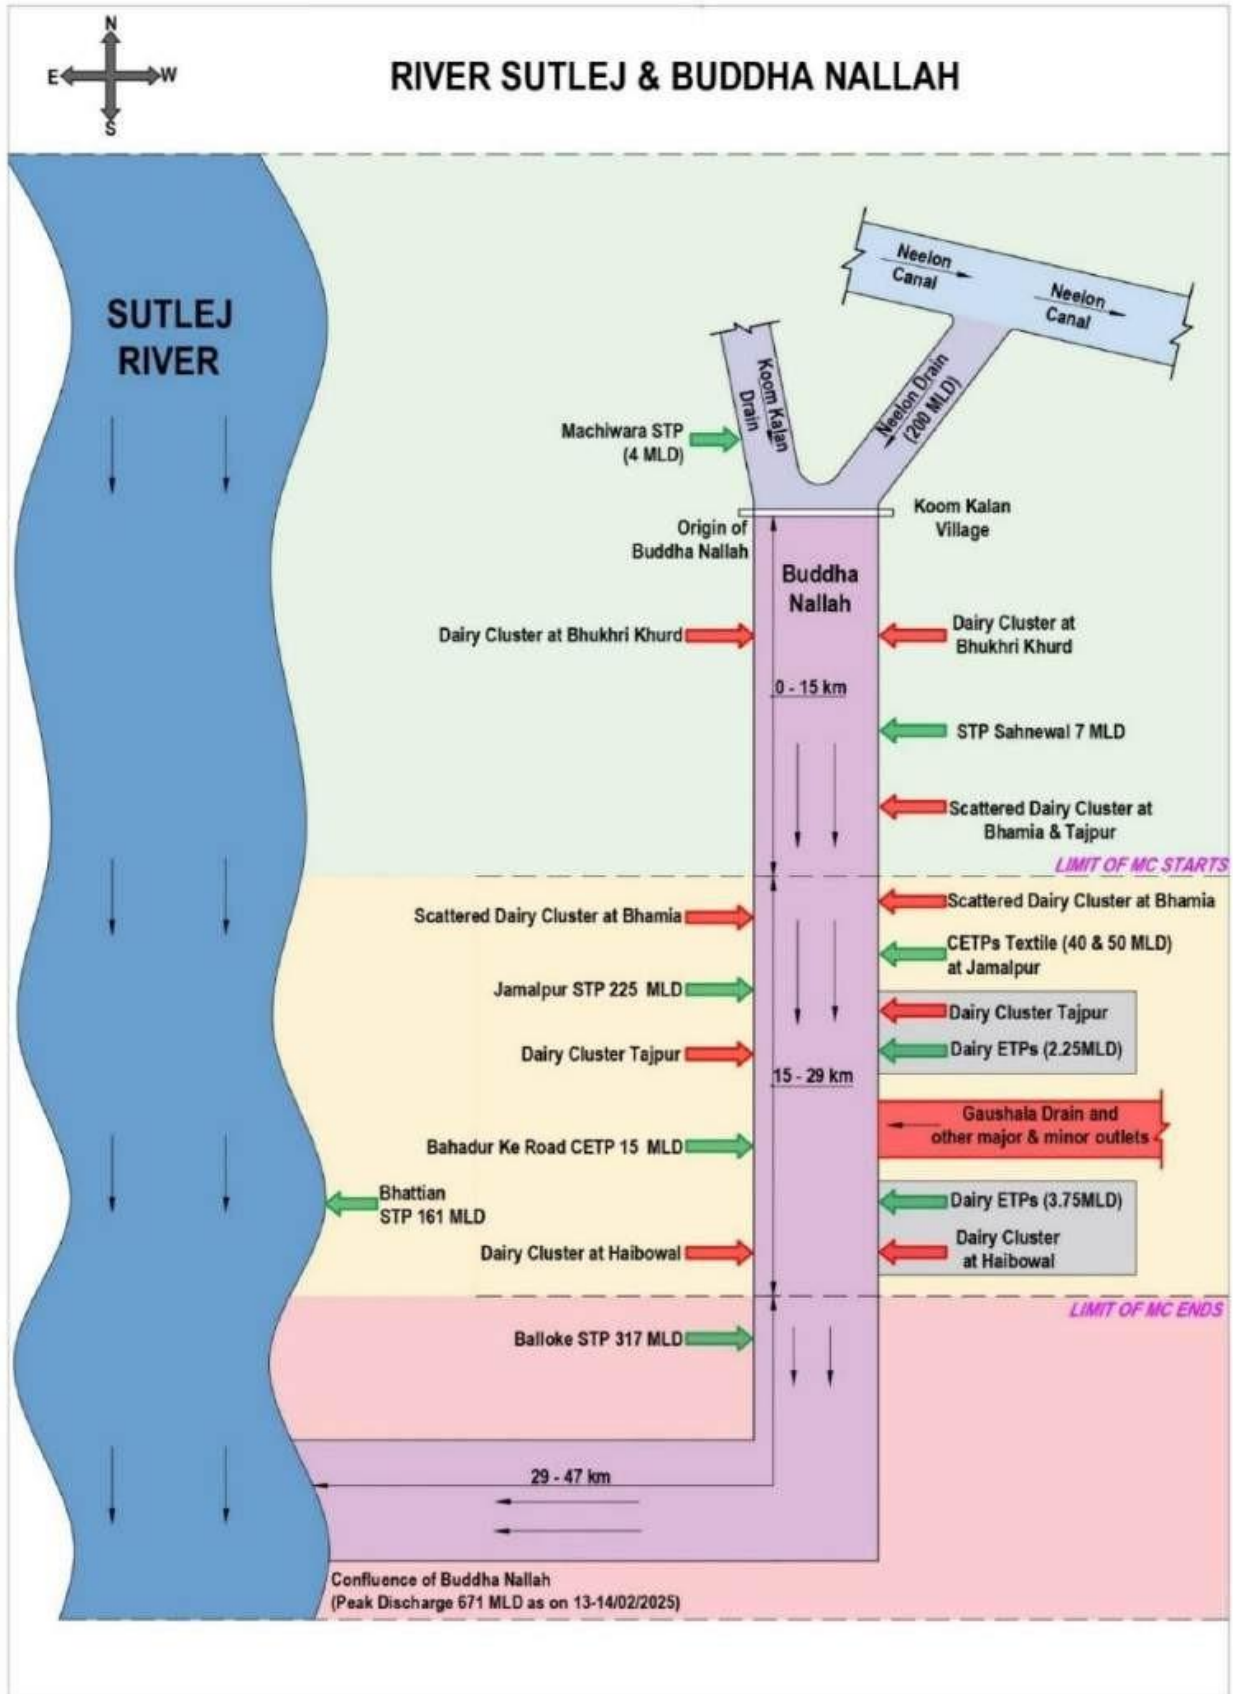 N
E W
S
RIVER SUTLEJ & BUDDHA NALLAH
SUTLEJ
RIVER
Neelon
Canal
Neelon
Canal
Koom Kalan
Drain
Neelon Drain
(200 MLD)
Machiwara STP
(4 MLD)
Origin of
Buddha Nallah
Koom Kalan
Village
Buddha
Nallah
Dairy Cluster at Bhukhri Khurd
Dairy Cluster at
Bhukhri Khurd
0 - 15 km
STP Sahnewal 7 MLD
Scattered Dairy Cluster at
Bhamia & Tajpur
LIMIT OF MC STARTS
Scattered Dairy Cluster at Bhamia
Scattered Dairy Cluster at Bhamia
CETPs Textile (40 & 50 MLD)
at Jamalpur
Jamalpur STP 225 MLD
Dairy Cluster Tajpur
Dairy Cluster Tajpur
Dairy ETPs (2.25MLD)
15 - 29 km
Gaushala Drain and
other major & minor outlets
Bahadur Ke Road CETP 15 MLD
Bhattian
STP 161 MLD
Dairy ETPs (3.75MLD)
Dairy Cluster at Haibowal
Dairy Cluster
at Haibowal
LIMIT OF MC ENDS
Balloke STP 317 MLD
29 - 47 km
Confluence of Buddha Nallah
(Peak Discharge 671 MLD as on 13-14/02/2025)